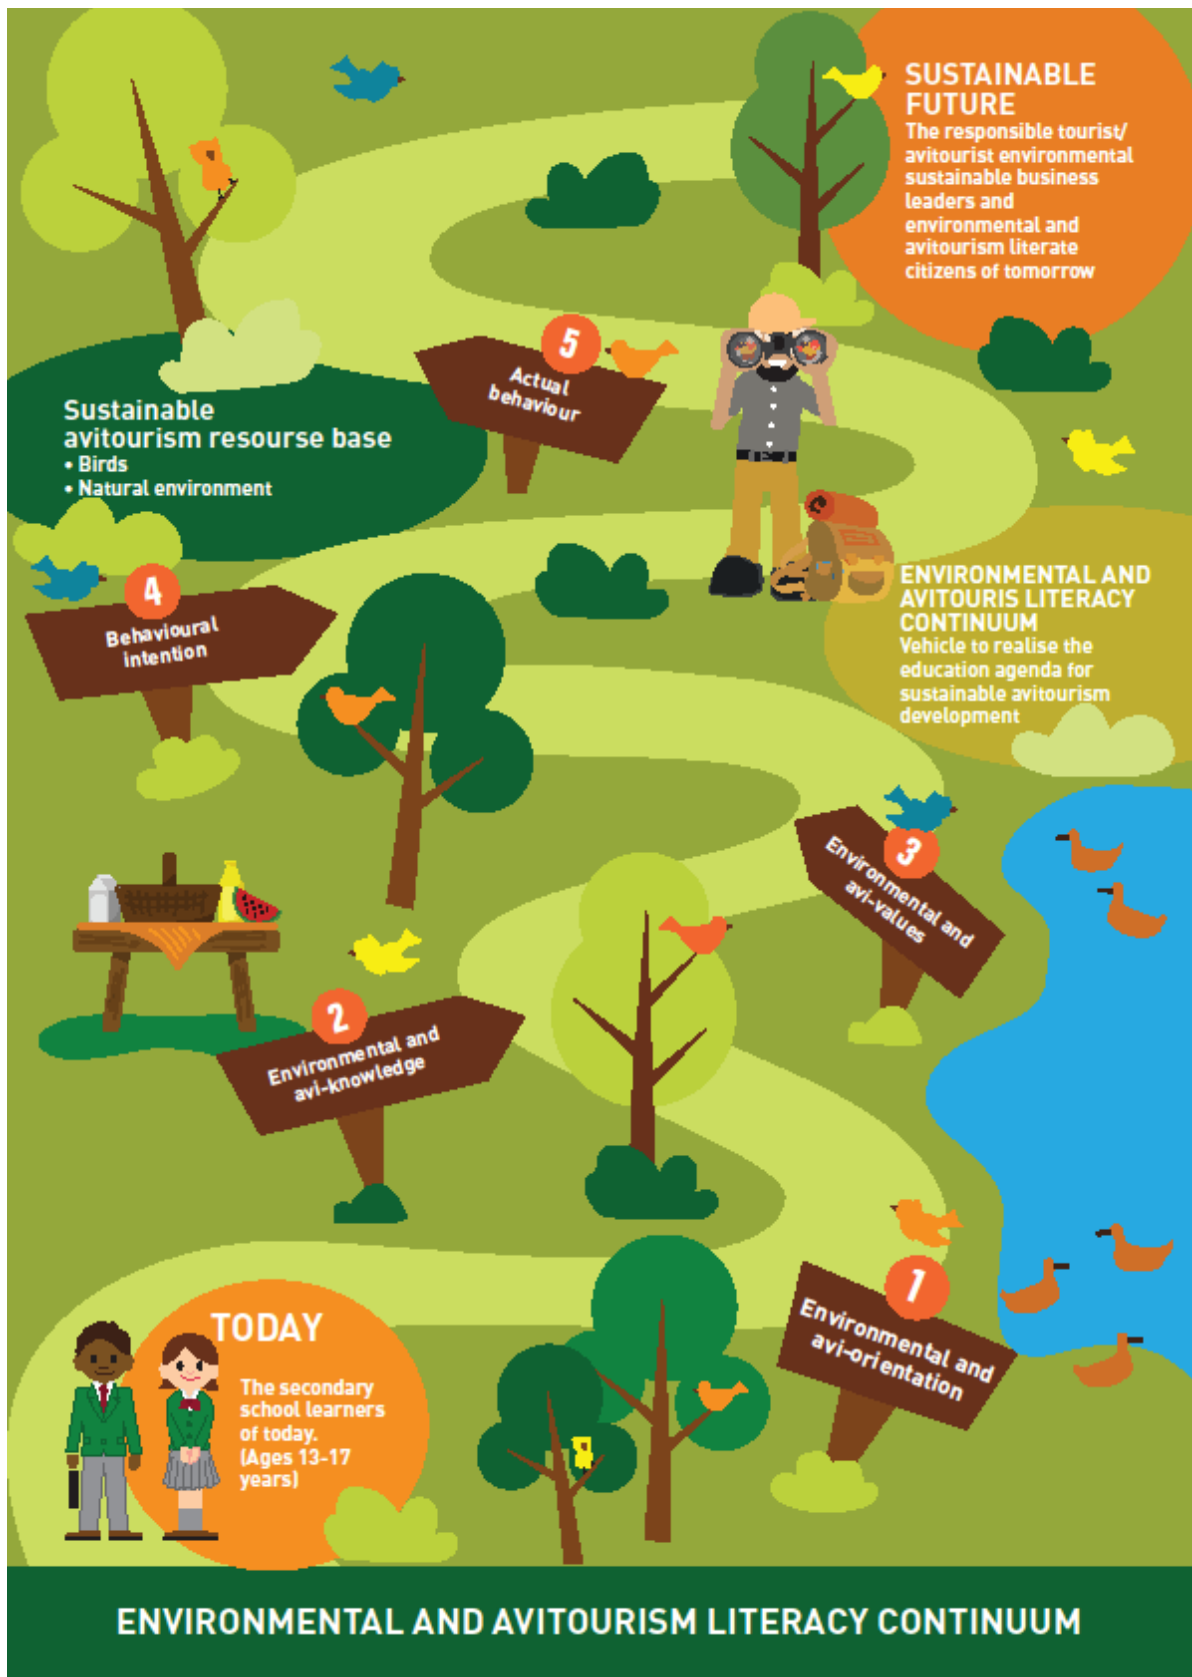 SUSTAINABLE
FUTURE
The responsible tourist/
avitourist environmental
sustainable business
leaders and
environmental and
avitourism literate
citizens of tomorrow
5
Actual
behaviour
Sustainable
avitourism resourse base
• Birds
• Natural environment
4
Behavioural
intention
ENVIRONMENTAL AND
AVITOURIS LITERACY
CONTINUUM
Vehicle to realise the
education agenda for
sustainable avitourism
development
3
Environmental and
avi-values
2
Environmental and
avi-knowledge
1
Environmental and
avi-orientation
TODAY
The secondary
school learners
of today.
(Ages 13-17
years)
ENVIRONMENTAL AND AVITOURISM LITERACY CONTINUUM